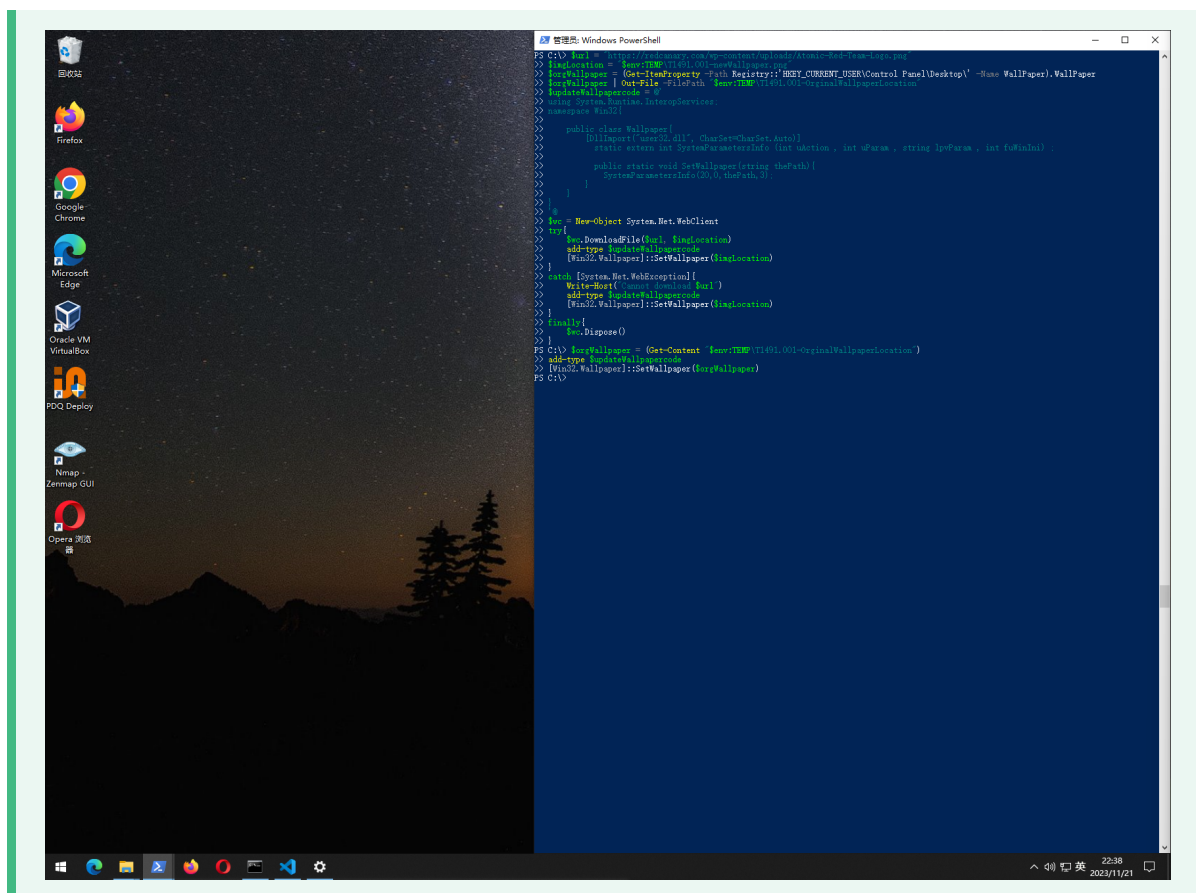 回收站
Firefox
Google
Chrome
Microsoft
Edge
Oracle VM
VirtualBox
PDQ Deploy
Nmap -
Zenmap GUI
Opera 浏览
器
管理员: Windows PowerShell
PS C:\> $url = "https://redcanary.com/wp-content/uploads/Atomic-Red-Team-Logo.png"
>> $imgLocation = "$env:TEMP\T1491.001-newWallpaper.png"
>> $orgWallpaper = (Get-ItemProperty -Path Registry::'HKEY_CURRENT_USER\Control Panel\Desktop\' -Name WallPaper).WallPaper
>> $orgWallpaper | Out-File -FilePath "$env:TEMP\T1491.001-OrginalWallpaperLocation"
>> $updateWallpapercode = @'
>> using System.Runtime.InteropServices;
>> namespace Win32{
>>
>>     public class Wallpaper{
>>         [DllImport("user32.dll", CharSet=CharSet.Auto)]
>>           static extern int SystemParametersInfo (int uAction , int uParam , string lpvParam , int fuWinIni) ;
>>
>>           public static void SetWallpaper(string thePath){
>>             SystemParametersInfo(20,0,thePath,3);
>>         }
>>     }
>> }
>> '@
>> $wc = New-Object System.Net.WebClient
>> try{
>>     $wc.DownloadFile($url, $imgLocation)
>>     add-type $updateWallpapercode
>>     [Win32.Wallpaper]::SetWallpaper($imgLocation)
>> }
>> catch [System.Net.WebException]{
>>     Write-Host("Cannot download $url")
>>     add-type $updateWallpapercode
>>     [Win32.Wallpaper]::SetWallpaper($imgLocation)
>> }
>> finally{
>>     $wc.Dispose()
>> }
PS C:\> $orgWallpaper = (Get-Content "$env:TEMP\T1491.001-OrginalWallpaperLocation")
>> add-type $updateWallpapercode
>> [Win32.Wallpaper]::SetWallpaper($orgWallpaper)
PS C:\>
英
22:38
2023/11/21